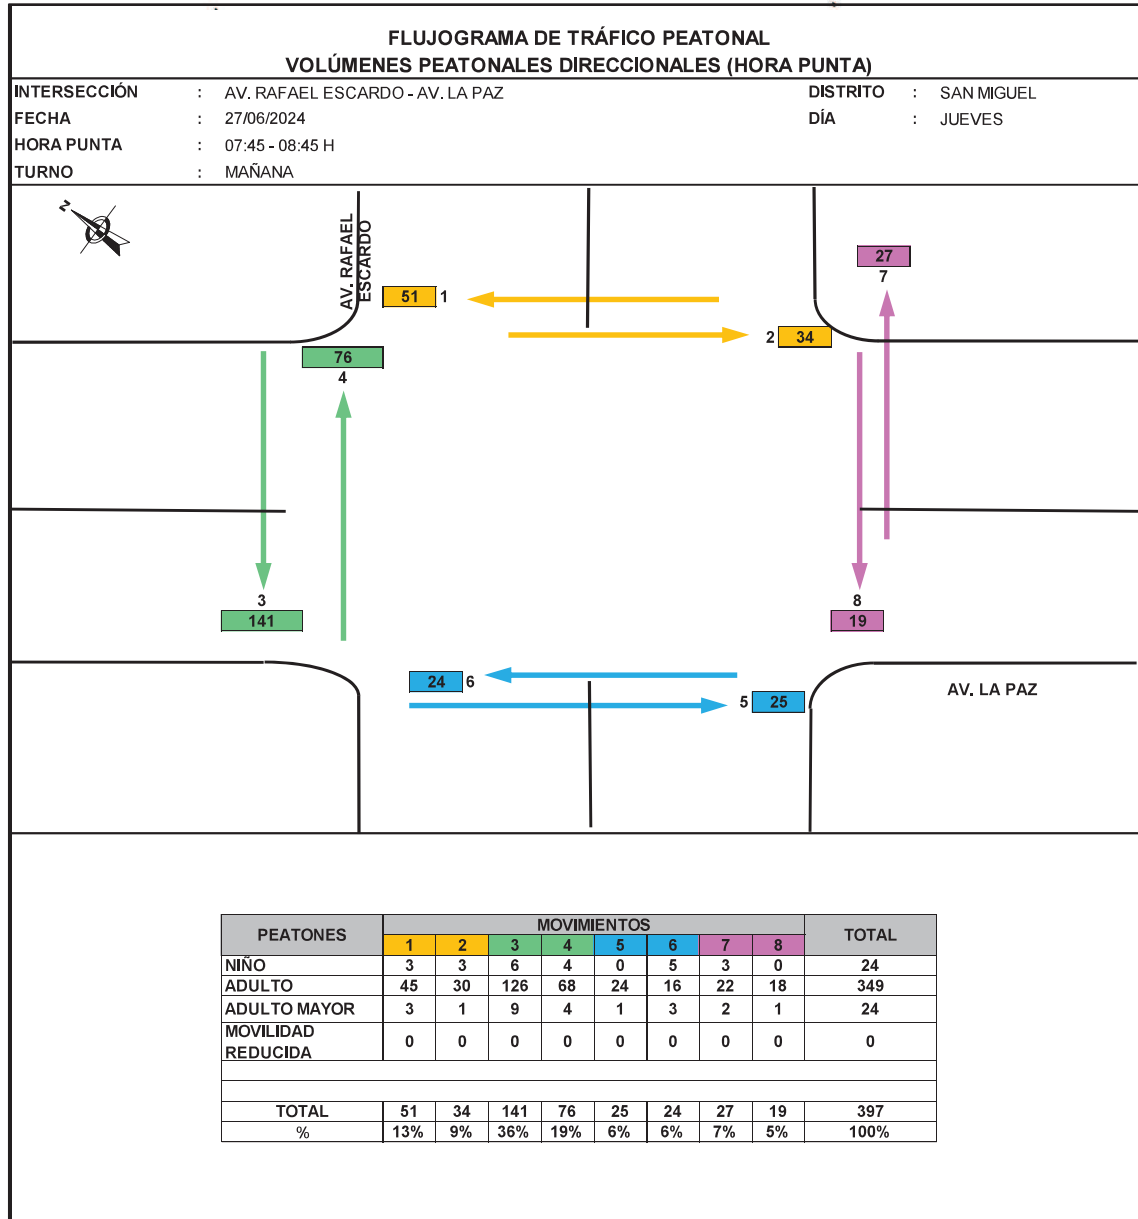 FLUJOGRAMA DE TRÁFICO PEATONAL
VOLÚMENES PEATONALES DIRECCIONALES (HORA PUNTA)
INTERSECCIÓN : AV. RAFAEL ESCARDO - AV. LA PAZ DISTRITO : SAN MIGUEL
FECHA : 27/06/2024 DÍA : JUEVES
HORA PUNTA : 07:45 - 08:45 H
TURNO : MAÑANA
N
AV. RAFAEL
ESCARDO
27
7
51 1
2 34
76
4
3
141
8
19
24 6
5 25
AV. LA PAZ
PEATONES MOVIMIENTOS TOTAL
1 2 3 4 5 6 7 8
NIÑO 3 3 6 4 0 5 3 0 24
ADULTO 45 30 126 68 24 16 22 18 349
ADULTO MAYOR 3 1 9 4 1 3 2 1 24
MOVILIDAD
REDUCIDA 0 0 0 0 0 0 0 0 0
TOTAL 51 34 141 76 25 24 27 19 397
% 13% 9% 36% 19% 6% 6% 7% 5% 100%